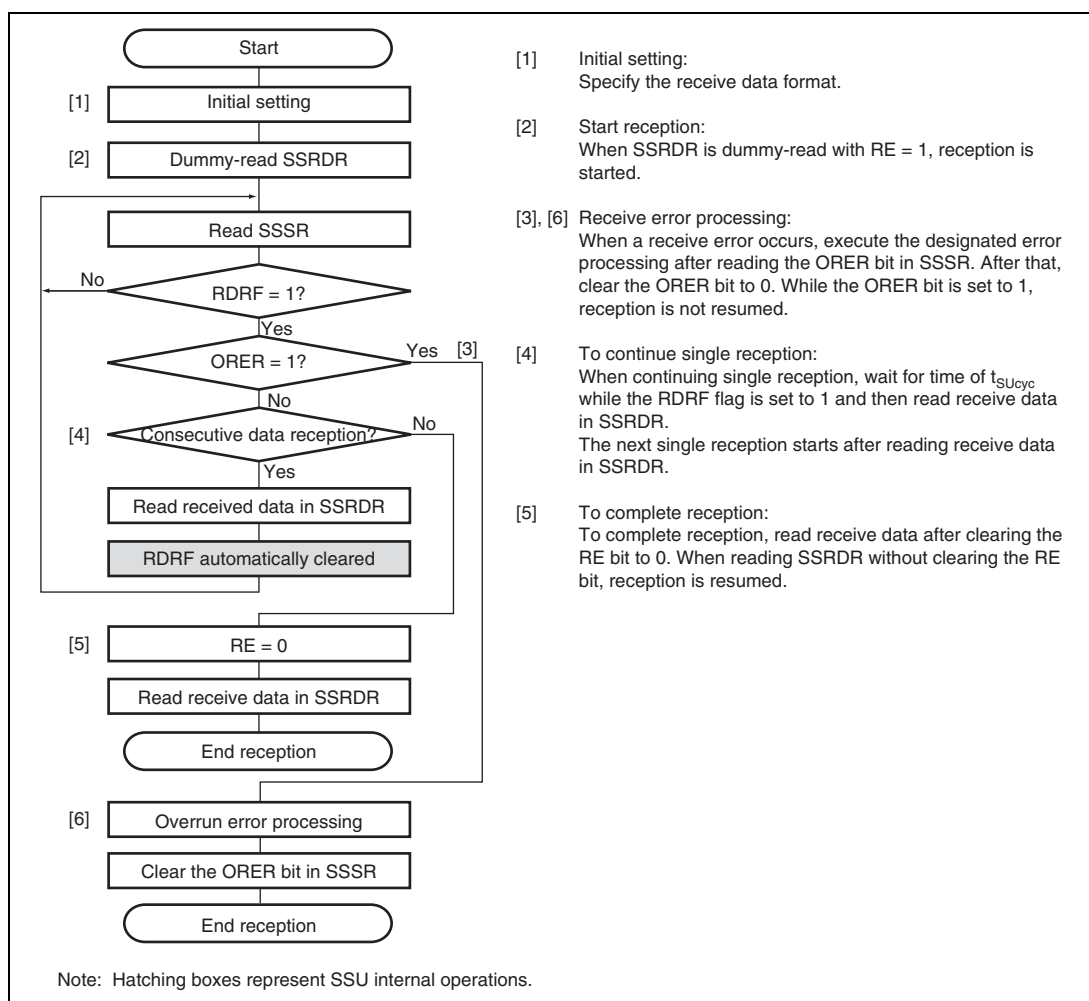 Start
[1] Initial setting
[2] Dummy-read SSRDR
Read SSSR
No
RDRF = 1?
Yes
ORER = 1?
Yes [3]
No
[4] Consecutive data reception?
No
Yes
Read received data in SSRDR
RDRF automatically cleared
[5] RE = 0
Read receive data in SSRDR
End reception
[6] Overrun error processing
Clear the ORER bit in SSSR
End reception
[1] Initial setting:
Specify the receive data format.
[2] Start reception:
When SSRDR is dummy-read with RE = 1, reception is
started.
[3], [6] Receive error processing:
When a receive error occurs, execute the designated error
processing after reading the ORER bit in SSSR. After that,
clear the ORER bit to 0. While the ORER bit is set to 1,
reception is not resumed.
[4] To continue single reception:
When continuing single reception, wait for time of tSUcyc
while the RDRF flag is set to 1 and then read receive data
in SSRDR.
The next single reception starts after reading receive data
in SSRDR.
[5] To complete reception:
To complete reception, read receive data after clearing the
RE bit to 0. When reading SSRDR without clearing the RE
bit, reception is resumed.
Note: Hatching boxes represent SSU internal operations.